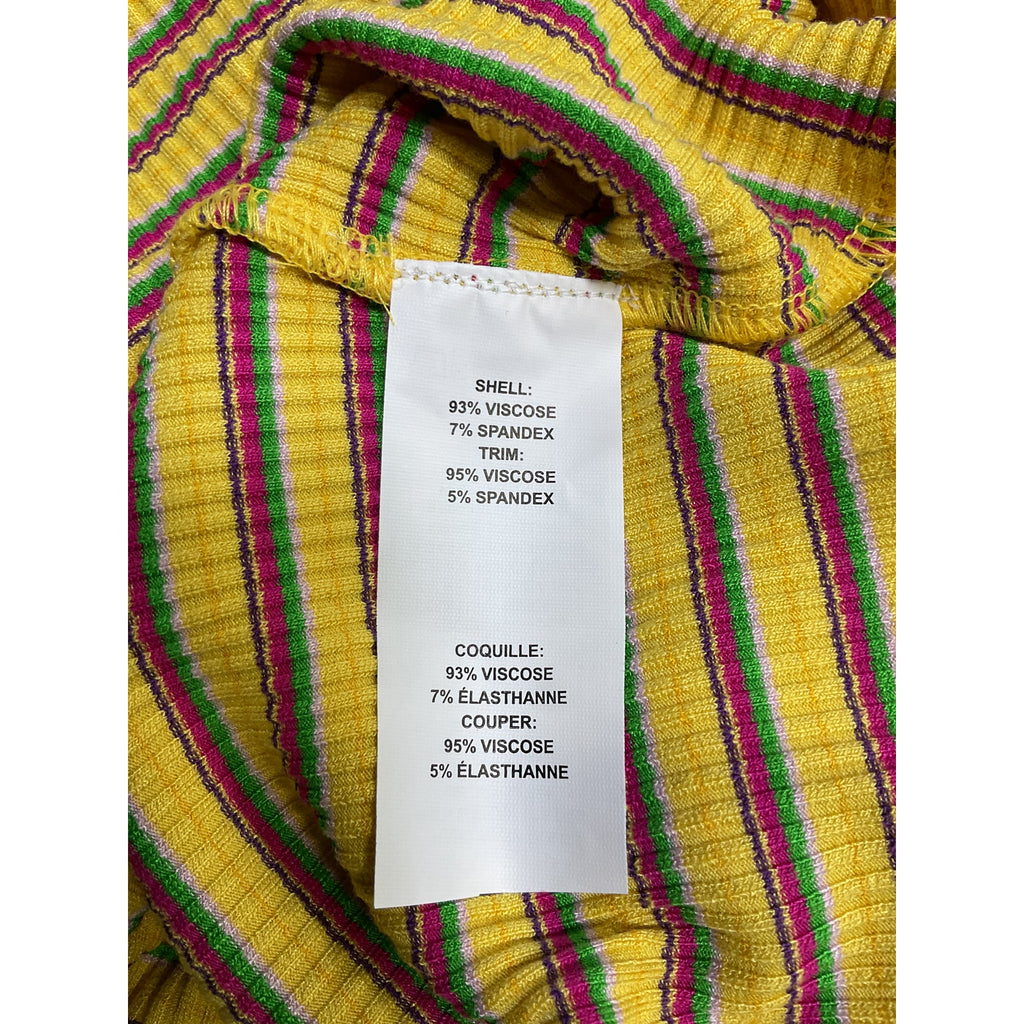 SHELL:
93% VISCOSE
7% SPANDEX
TRIM:
95% VISCOSE
5% SPANDEX
COQUILLE:
93% VISCOSE
7% ÉLASTHANNE
COUPER:
95% VISCOSE
5% ÉLASTHANNE